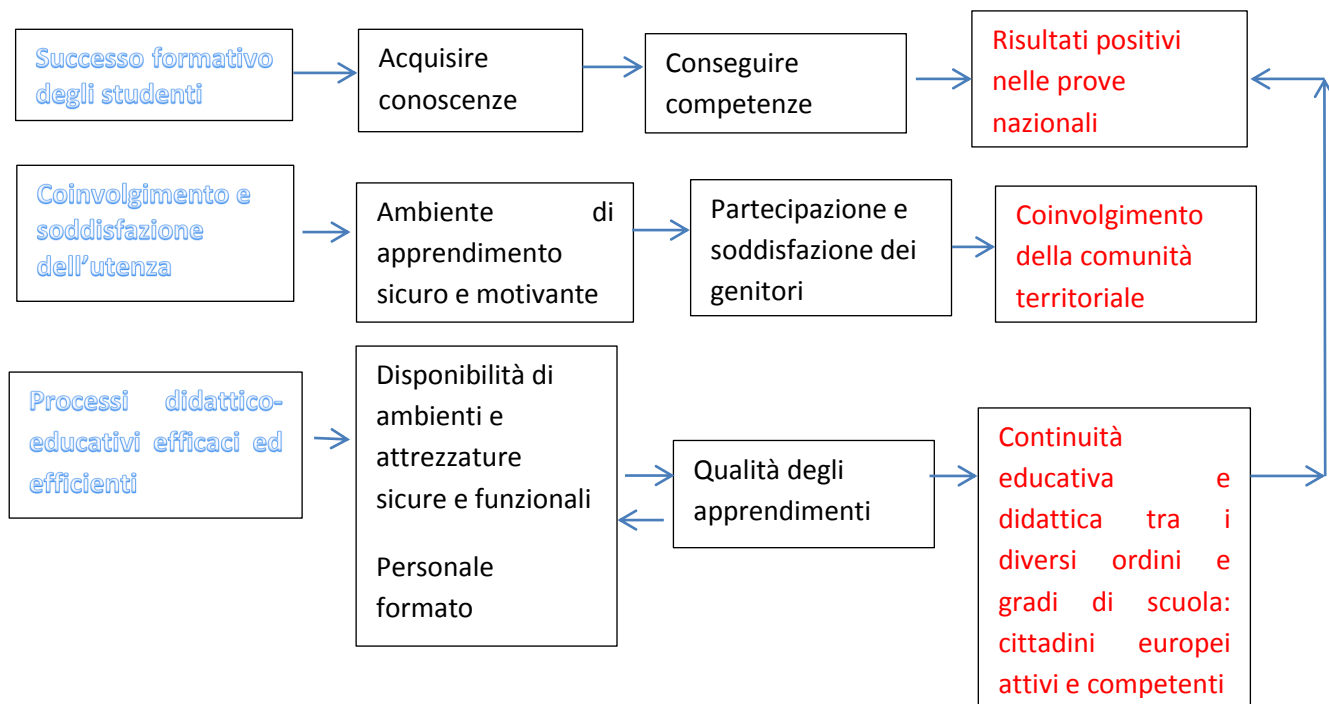 Successo formativo
degli studenti
Acquisire
conoscenze
Conseguire
competenze
Risultati positivi
nelle prove
nazionali
Coinvolgimento e
soddisfazione
dell'utenza
Ambiente di
apprendimento
sicuro e motivante
Partecipazione e
soddisfazione dei
genitori
Coinvolgimento
della comunità
territoriale
Processi didattico-
educativi efficaci ed
efficienti
Disponibilità di
ambienti e
attrezzature
sicure e funzionali
Personale
formato
Qualità degli
apprendimenti
Continuità
educativa e
didattica tra i
diversi ordini e
gradi di scuola:
cittadini europei
attivi e competenti